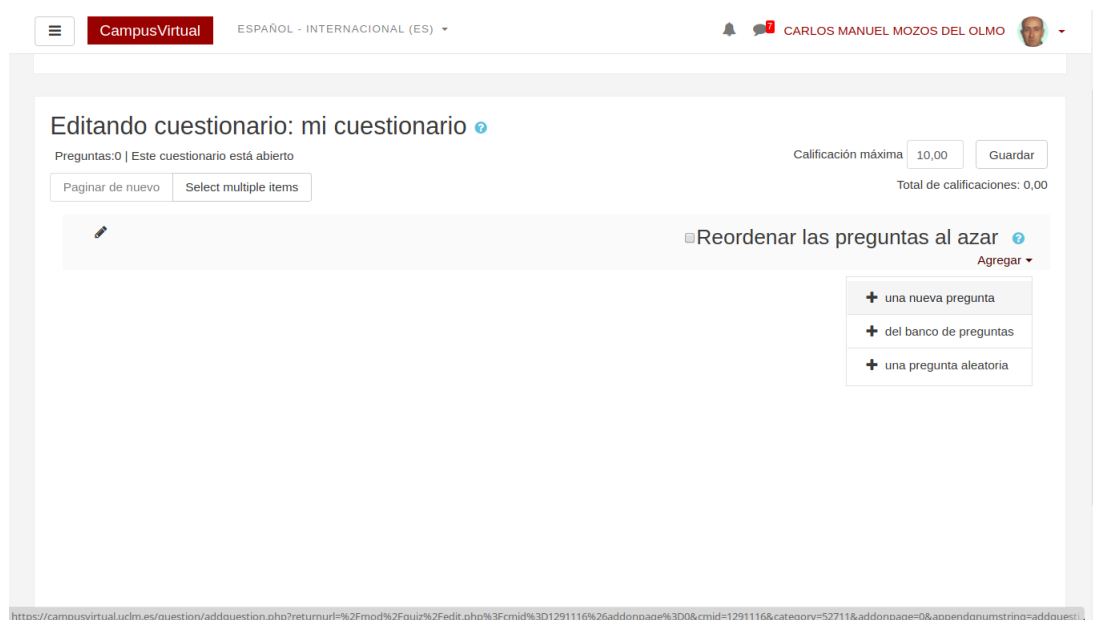 CampusVirtual ESPAÑOL - INTERNACIONAL (ES) 7 CARLOS MANUEL MOZOS DEL OLMO
Editando cuestionario: mi cuestionario
Preguntas:0 | Este cuestionario está abierto
Calificación máxima 10,00 Guardar
Paginar de nuevo Select multiple items
Total de calificaciones: 0,00
Reordenar las preguntas al azar
Agregar
una nueva pregunta
del banco de preguntas
una pregunta aleatoria
https://campusvirtual.uclm.es/question/addquestion.php?returnurl=%2Fmod%2Fquiz%2Fedit.php%3Fcmid%3D1291116%26addonpage%3D0&cmid=1291116&category=52711&addonpage=0&appendqnumstring=addquesti